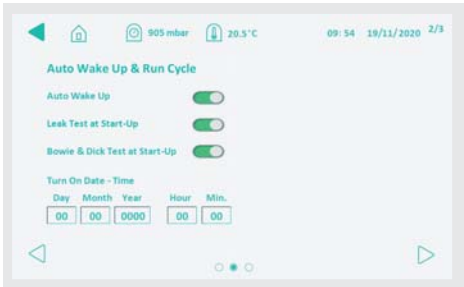 905 mbar 20.5°C 09: 54 19/11/2020 2/3
Auto Wake Up & Run Cycle
Auto Wake Up
Leak Test at Start-Up
Bowie & Dick Test at Start-Up
Turn On Date - Time
Day Month Year Hour Min.
00 00 0000 00 00